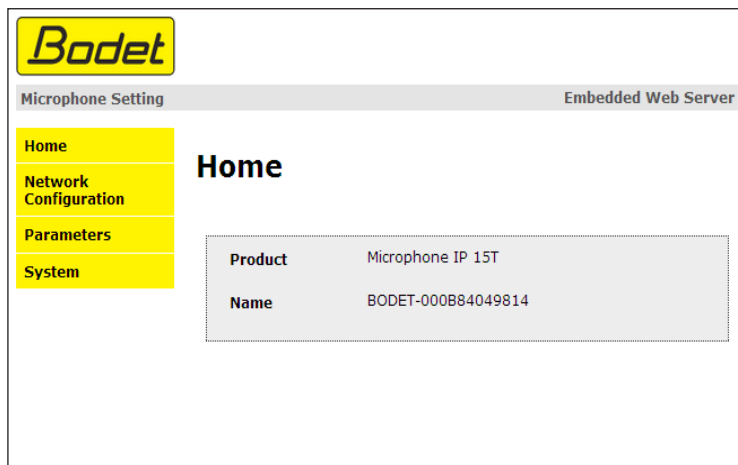 Bodet
Microphone Setting Embedded Web Server
Home
Network
Configuration
Parameters
System
Home
Product Microphone IP 15T
Name BODET-000B84049814